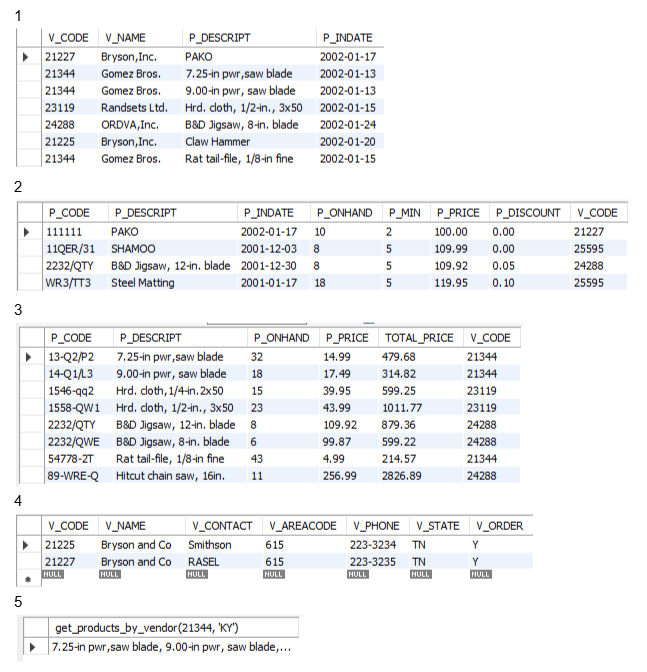 1
V_CODE V_NAME P_DESCRIPT P_INDATE
21227 Bryson,Inc. PAKO 2002-01-17
21344 Gomez Bros. 7.25-in pwr,saw blade 2002-01-13
21344 Gomez Bros. 9.00-in pwr, saw blade 2002-01-13
23119 Randsets Ltd. Hrd. cloth, 1/2-in., 3x50 2002-01-15
24288 ORDVA,Inc. B&D Jigsaw, 8-in. blade 2002-01-24
21225 Bryson,Inc. Claw Hammer 2002-01-20
21344 Gomez Bros. Rat tail-file, 1/8-in fine 2002-01-15
2
P_CODE P_DESCRIPT P_INDATE P_ONHAND P_MIN P_PRICE P_DISCOUNT V_CODE
111111 PAKO 2002-01-17 10 2 100.00 0.00 21227
11QER/31 SHAMOO 2001-12-03 8 5 109.99 0.00 25595
2232/QTY B&D Jigsaw, 12-in. blade 2001-12-30 8 5 109.92 0.05 24288
WR3/TT3 Steel Matting 2001-01-17 18 5 119.95 0.10 25595
3
P_CODE P_DESCRIPT P_ONHAND P_PRICE TOTAL_PRICE V_CODE
13-Q2/P2 7.25-in pwr,saw blade 32 14.99 479.68 21344
14-Q1/L3 9.00-in pwr, saw blade 18 17.49 314.82 21344
1546-qq2 Hrd. cloth,1/4-in.2x50 15 39.95 599.25 23119
1558-QW1 Hrd. cloth, 1/2-in., 3x50 23 43.99 1011.77 23119
2232/QTY B&D Jigsaw, 12-in. blade 8 109.92 879.36 24288
2232/QWE B&D Jigsaw, 8-in. blade 6 99.87 599.22 24288
54778-2T Rat tail-file, 1/8-in fine 43 4.99 214.57 21344
89-WRE-Q Hitcut chain saw, 16in. 11 256.99 2826.89 24288
4
V_CODE V_NAME V_CONTACT V_AREACODE V_PHONE V_STATE V_ORDER
21225 Bryson and Co Smithson 615 223-3234 TN Y
21227 Bryson and Co RASEL 615 223-3235 TN Y
NULL NULL NULL NULL NULL NULL NULL
5
get_products_by_vendor(21344, 'KY')
7.25-in pwr,saw blade, 9.00-in pwr, saw blade,...